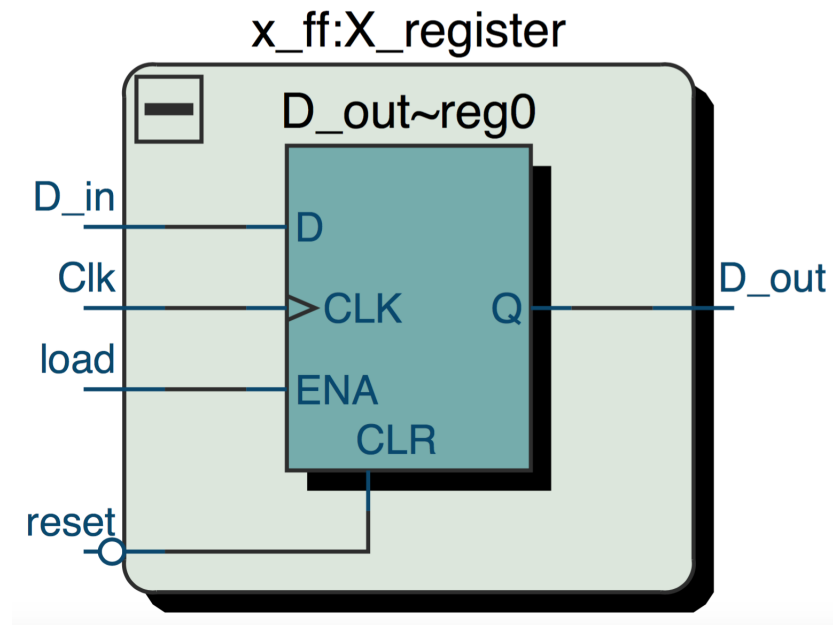 x_ff:X_register
D_out~reg0
D_in
D
Clk
CLK
Q
D_out
load
ENA
CLR
reset